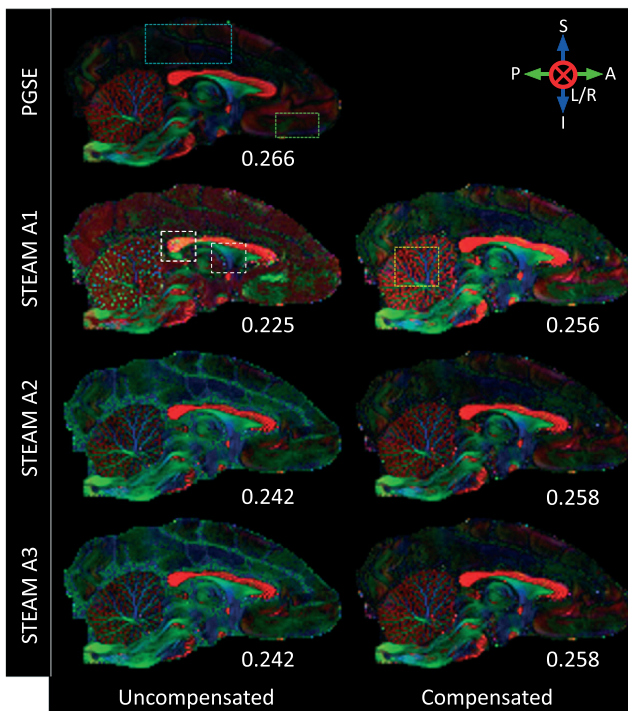 PGSE
0.266
S
P
A
L/R
I
STEAM A1
0.225
0.256
STEAM A2
0.242
0.258
STEAM A3
0.242
0.258
Uncompensated
Compensated